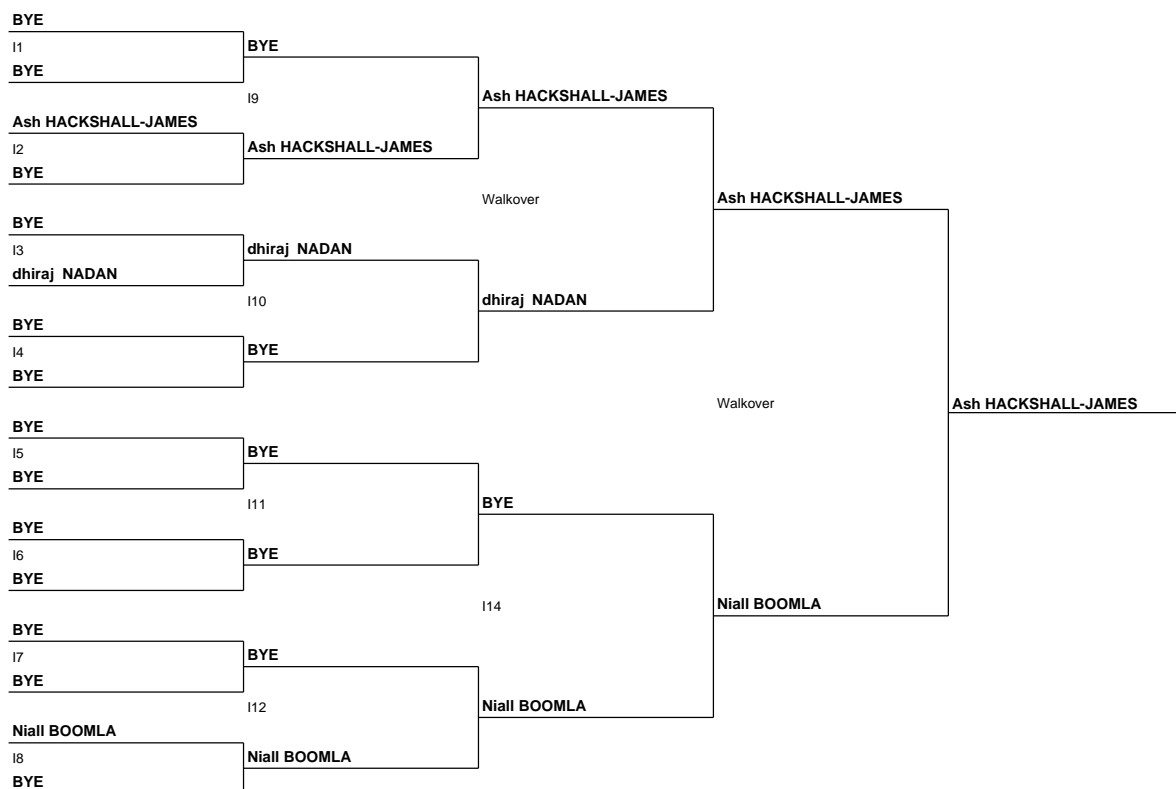 BYE
I1
BYE
BYE
I9
Ash HACKSHALL-JAMES
Ash HACKSHALL-JAMES
I2
Ash HACKSHALL-JAMES
BYE
Walkover
Ash HACKSHALL-JAMES
BYE
I3
dhiraj NADAN
dhiraj NADAN
I10
dhiraj NADAN
BYE
I4
BYE
BYE
Walkover
Ash HACKSHALL-JAMES
BYE
I5
BYE
BYE
I11
BYE
BYE
I6
BYE
BYE
I14
Niall BOOMLA
BYE
I7
BYE
BYE
I12
Niall BOOMLA
Niall BOOMLA
I8
Niall BOOMLA
BYE